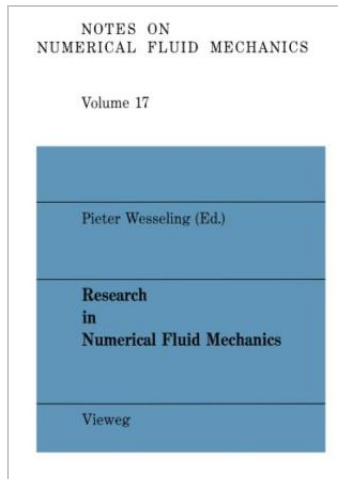 NOTES ON
NUMERICAL FLUID MECHANICS
Volume 17
Pieter Wesseling (Ed.)
Research
in
Numerical Fluid Mechanics
Vieweg